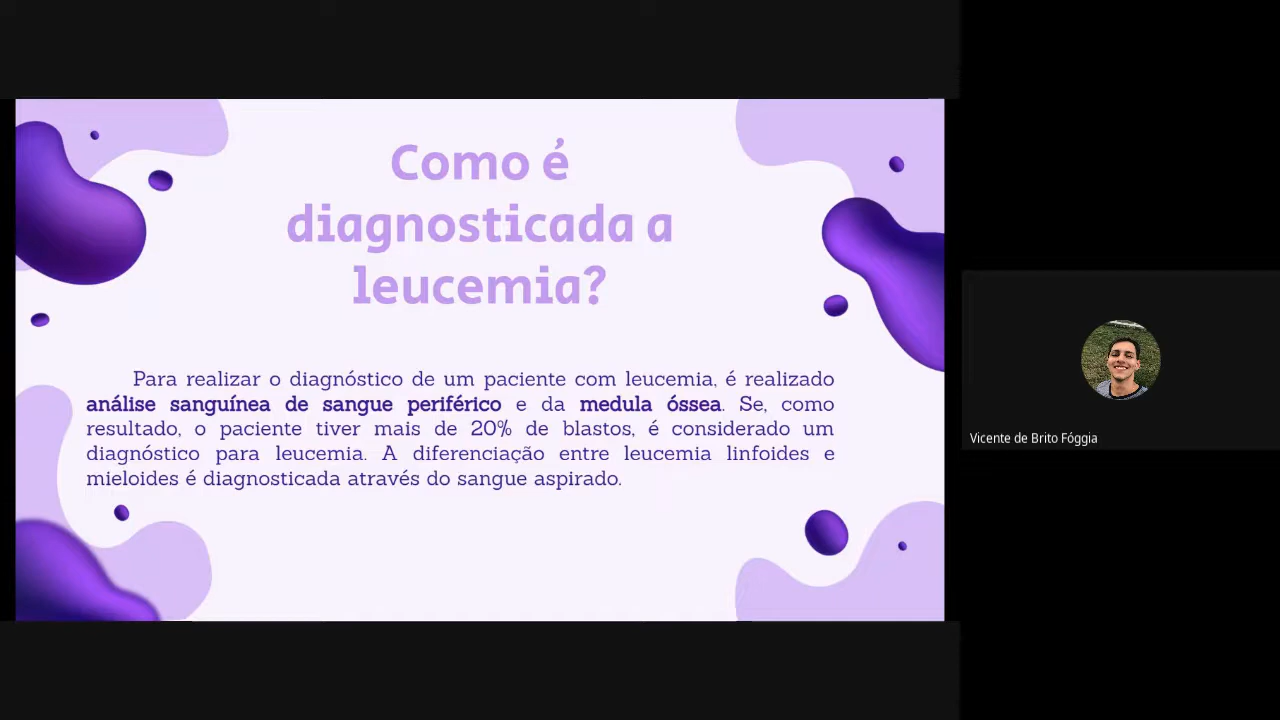 Como é
diagnosticada a
leucemia?
Para realizar o diagnóstico de um paciente com leucemia, é realizado
análise sanguínea de sangue periférico e da medula óssea. Se, como
resultado, o paciente tiver mais de 20% de blastos, é considerado um
diagnóstico para leucemia. A diferenciação entre leucemia linfoides e
mieloides é diagnosticada através do sangue aspirado.
Vicente de Brito Fóggia